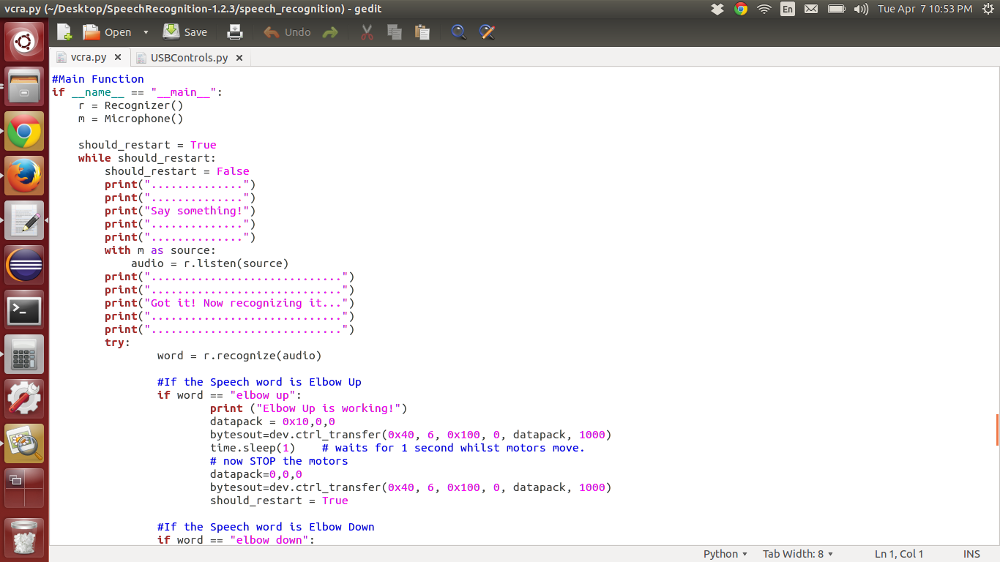 vcra.py (~/Desktop/SpeechRecognition-1.2.3/speech_recognition) - gedit
En
Tue Apr 7 10:53 PM
Open
Save
Undo
vcra.py
USBControls.py
#Main Function
if __name__ == "__main__":
    r = Recognizer()
    m = Microphone()
    should_restart = True
    while should_restart:
        should_restart = False
        print("..............")
        print("..............")
        print("Say something!")
        print("..............")
        print("..............")
        with m as source:
            audio = r.listen(source)
        print(".............................")
        print(".............................")
        print("Got it! Now recognizing it...")
        print(".............................")
        print(".............................")
        try:
                word = r.recognize(audio)
                #If the Speech word is Elbow Up
                if word == "elbow up":
                        print ("Elbow Up is working!")
                        datapack = 0x10,0,0
                        bytesout=dev.ctrl_transfer(0x40, 6, 0x100, 0, datapack, 1000)
                        time.sleep(1)    # waits for 1 second whilst motors move.
                        # now STOP the motors
                        datapack=0,0,0
                        bytesout=dev.ctrl_transfer(0x40, 6, 0x100, 0, datapack, 1000)
                        should_restart = True
                #If the Speech word is Elbow Down
                if word == "elbow down":
Python
Tab Width: 8
Ln 1, Col 1
INS